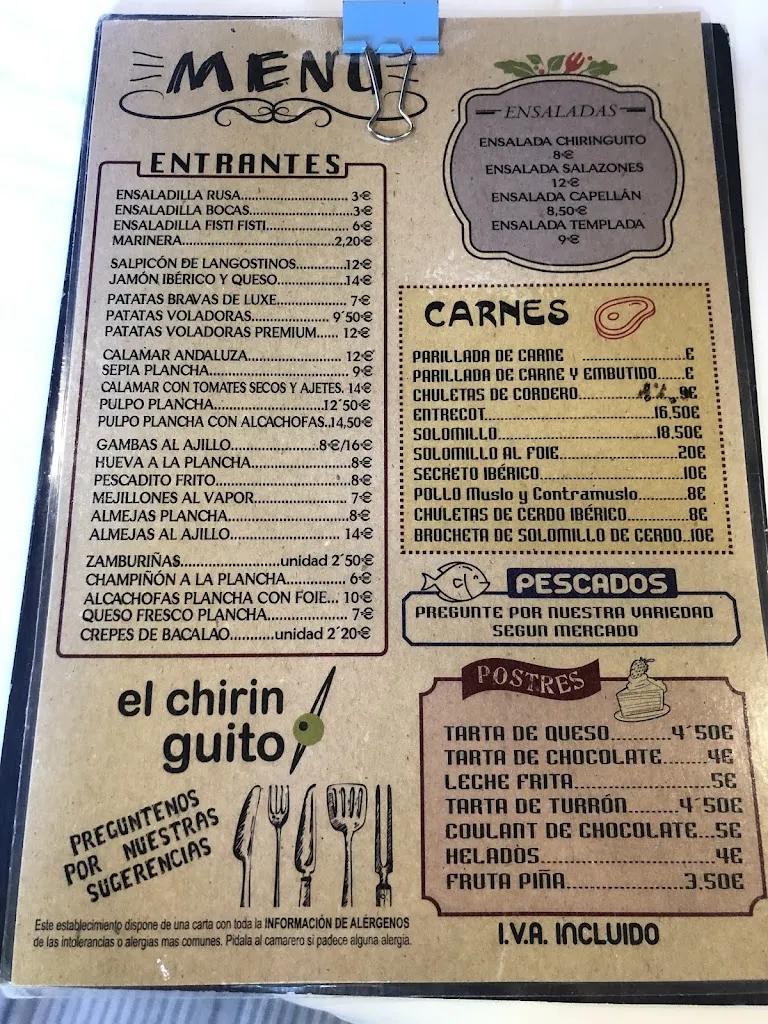 MENU
ENTRANTES
ENSALADILLA RUSA............................ 3€
ENSALADILLA BOCAS..........................3€
ENSALADILLA FISTI FISTI..................... 6€
MARINERA.......................................2,20€
SALPICÓN DE LANGOSTINOS.............12€
JAMÓN IBÉRICO Y QUESO.................14€
PATATAS BRAVAS DE LUXE.................. 7€
PATATAS VOLADORAS.................... 9´50€
PATATAS VOLADORAS PREMIUM...... 12€
CALAMAR ANDALUZA........................12€
SEPIA PLANCHA................................. 9€
CALAMAR CON TOMATES SECOS Y AJETES. 14€
PULPO PLANCHA...........................12´50€
PULPO PLANCHA CON ALCACHOFAS..14,50€
GAMBAS AL AJILLO.....................8€/16€
HUEVA A LA PLANCHA........................8€
PESCADITO FRITO...............................8€
MEJILLONES AL VAPOR....................... 7€
ALMEJAS PLANCHA.............................8€
ALMEJAS AL AJILLO............................14€
ZAMBURIÑAS........................unidad 2´50€
CHAMPIÑÓN A LA PLANCHA...............6€
ALCACHOFAS PLANCHA CON FOIE... 10€
QUESO FRESCO PLANCHA....................7€
CREPES DE BACALAO...........unidad 2´20€
el chirin
guito
PREGUNTENOS
POR NUESTRAS
SUGERENCIAS
Este establecimiento dispone de una carta con toda la INFORMACIÓN DE ALÉRGENOS
de las intolerancias o alergias mas comunes. Pidala al camarero si padece alguna alergia.
ENSALADAS
ENSALADA CHIRINGUITO
8€
ENSALADA SALAZONES
12€
ENSALADA CAPELLÁN
8,50€
ENSALADA TEMPLADA
9€
CARNES
PARILLADA DE CARNE ......................€
PARILLADA DE CARNE Y EMBUTIDO......€
CHULETAS DE CORDERO............ 9€
ENTRECOT...................................16,50€
SOLOMILLO.................................18,50€
SOLOMILLO AL FOIE.........................20€
SECRETO IBÉRICO.............................10€
POLLO Muslo y Contramuslo............8€
CHULETAS DE CERDO IBÉRICO.............8€
BROCHETA DE SOLOMILLO DE CERDO..10€
PESCADOS
PREGUNTE POR NUESTRA VARIEDAD
SEGUN MERCADO
POSTRES
TARTA DE QUESO..........4´50€
TARTA DE CHOCOLATE........4€
LECHE FRITA....................5€
TARTA DE TURRÓN.........4´50€
COULANT DE CHOCOLATE...5€
HELADOS.........................4€
FRUTA PIÑA.................3,50€
I.V.A. INCLUIDO